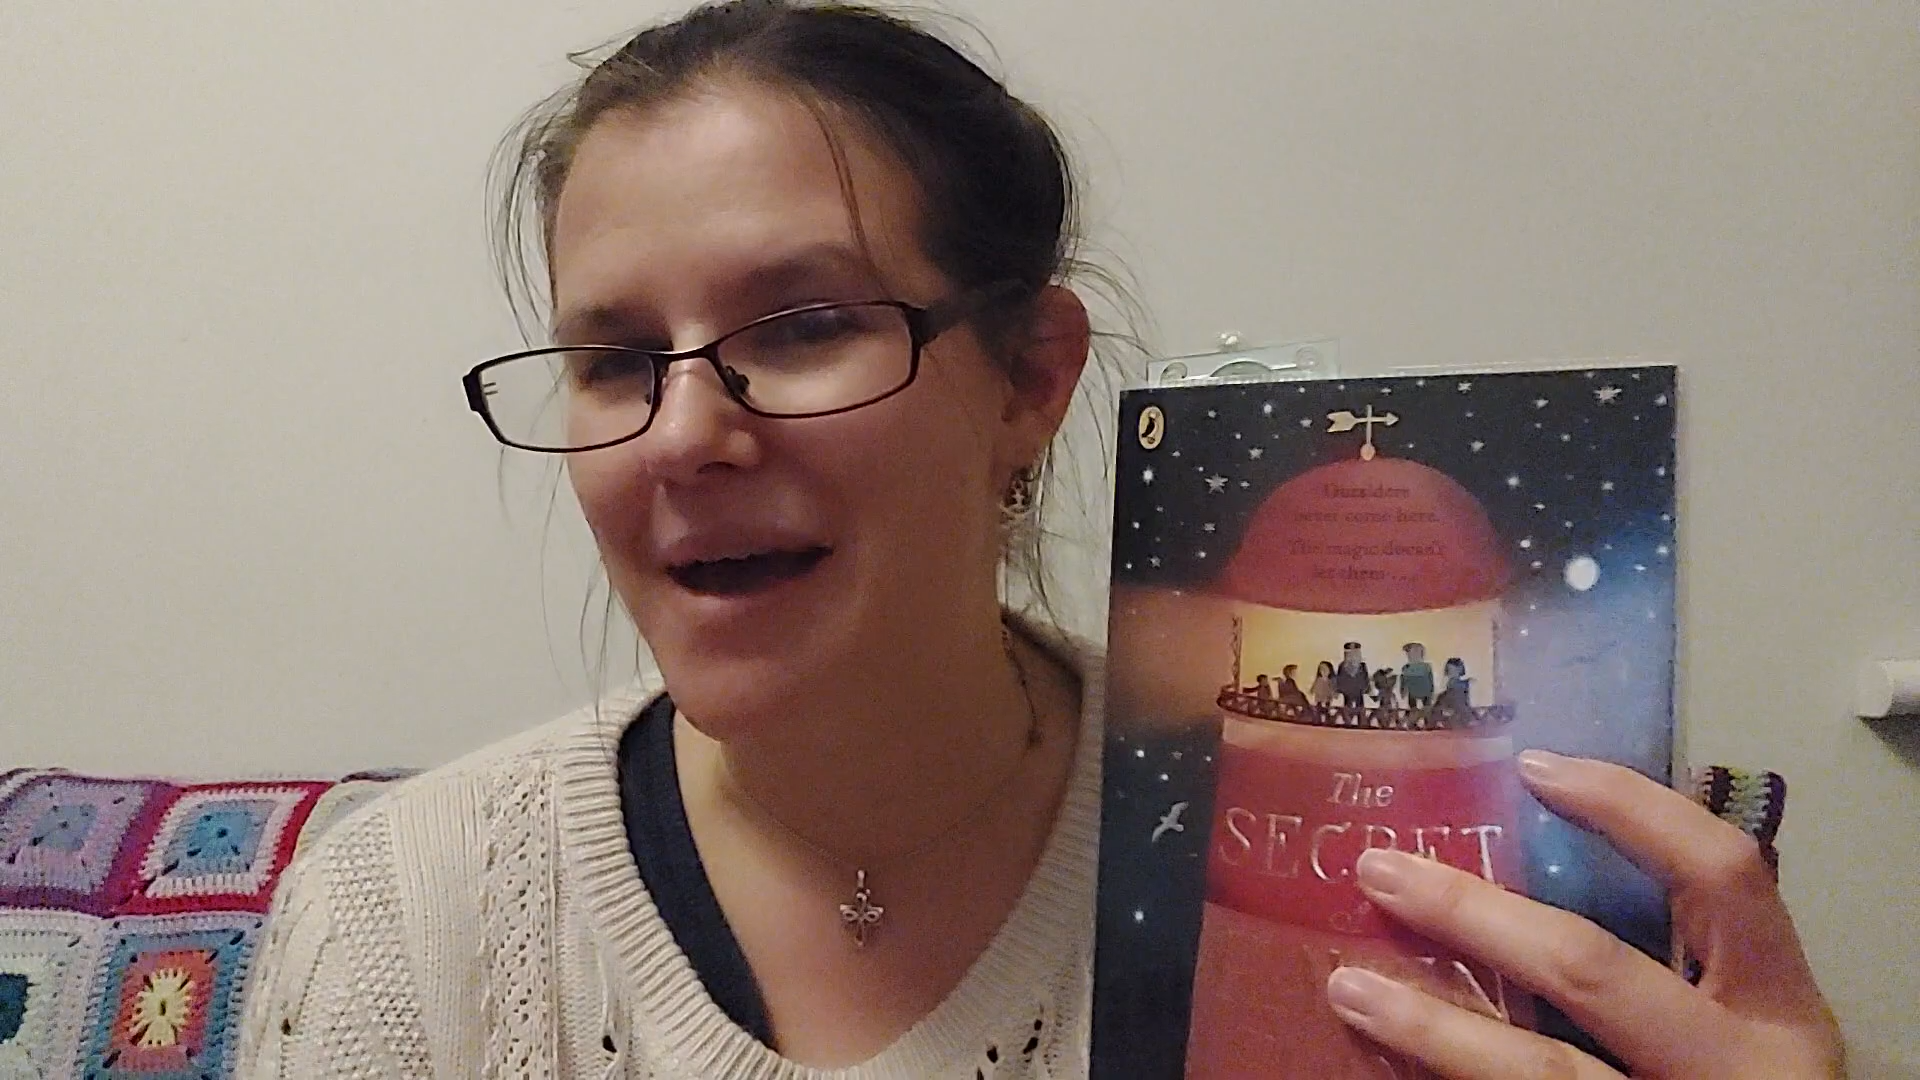 Outsiders
never come here.
The magic doesn't
let them ...
The
SECRET